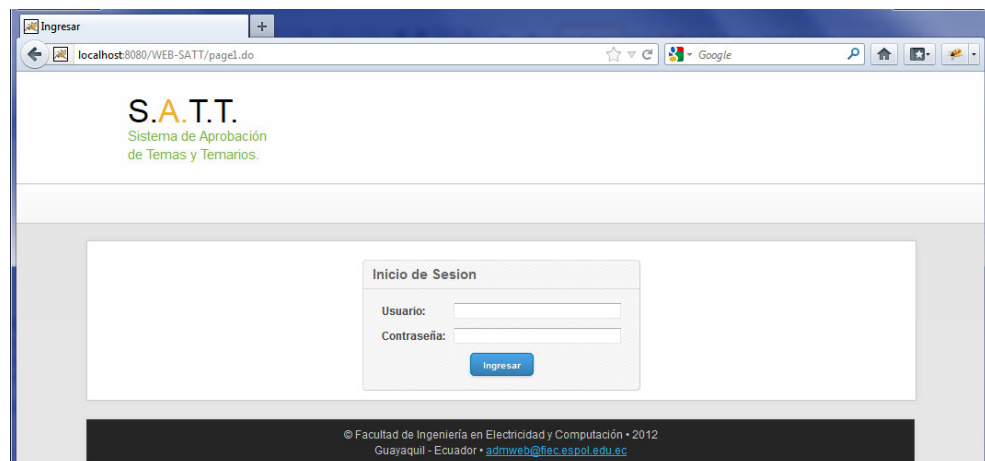 Ingresar
localhost:8080/WEB-SATT/page1.do
Google
S.A.T.T.
Sistema de Aprobación
de Temas y Temarios.
Inicio de Sesion
Usuario:
Contraseña:
Ingresar
© Facultad de Ingeniería en Electricidad y Computación • 2012
Guayaquil - Ecuador • admweb@fiec.espol.edu.ec